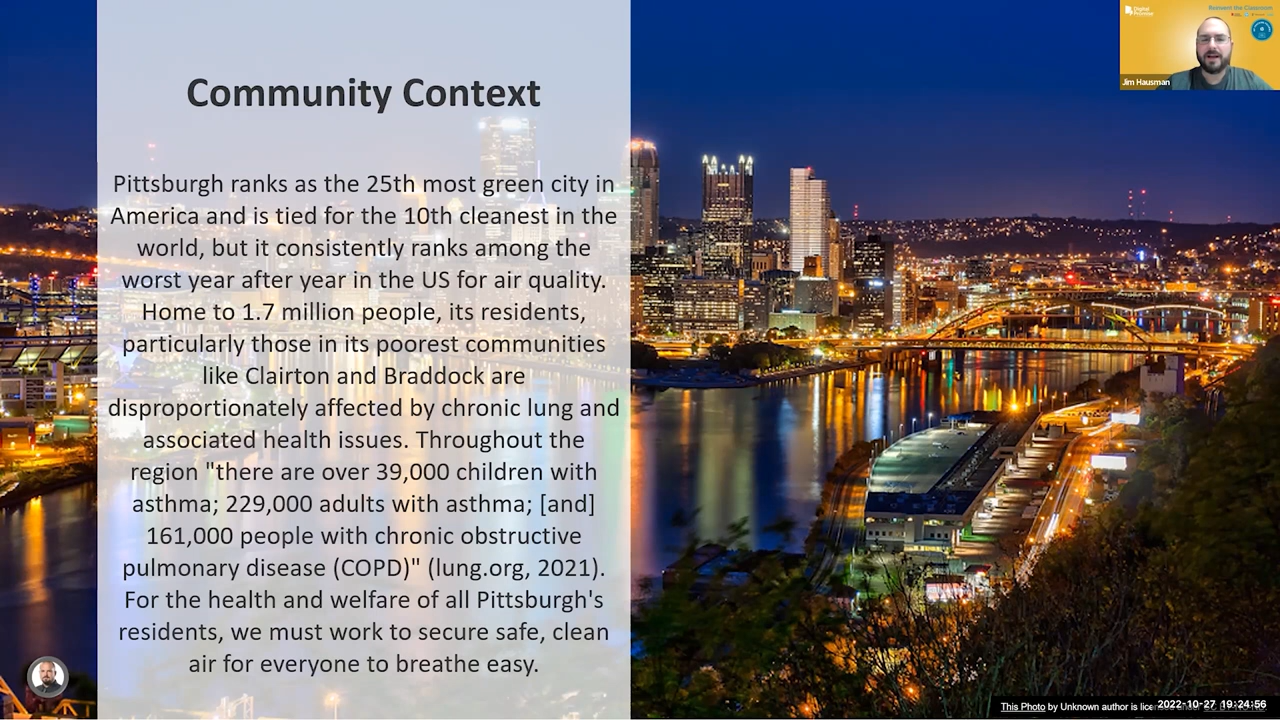 Community Context
Pittsburgh ranks as the 25th most green city in
America and is tied for the 10th cleanest in the
world, but it consistently ranks among the
worst year after year in the US for air quality.
Home to 1.7 million people, its residents,
particularly those in its poorest communities
like Clairton and Braddock are
disproportionately affected by chronic lung and
associated health issues. Throughout the
region "there are over 39,000 children with
asthma; 229,000 adults with asthma; [and]
161,000 people with chronic obstructive
pulmonary disease (COPD)" (lung.org, 2021).
For the health and welfare of all Pittsburgh's
residents, we must work to secure safe, clean
air for everyone to breathe easy.
Digital
Promise
Reinvent the Classroom
Jim Hausman
This Photo by Unknown author is
2022-10-27 19:24:56